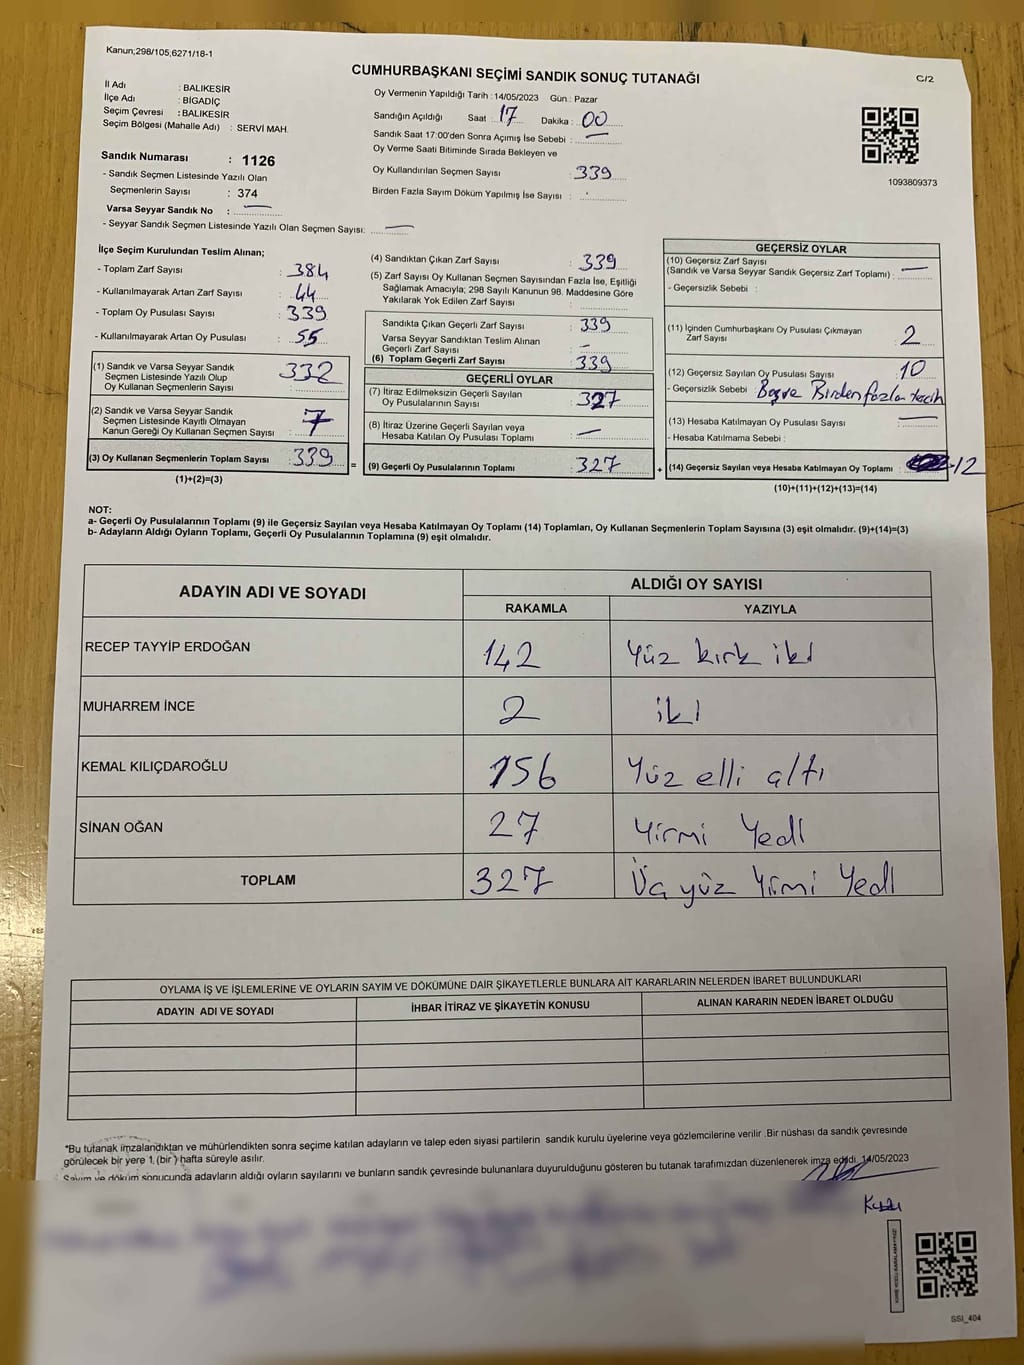 Kanun;298/105,6271/18-1
CUMHURBAŞKANI SEÇİMİ SANDIK SONUÇ TUTANAĞI
C/2
İl Adı : BALIKESİR
İlçe Adı : BİGADİÇ
Seçim Çevresi : BALIKESİR
Seçim Bölgesi (Mahalle Adı) : SERVİ MAH.
Sandık Numarası : 1126
- Sandık Seçmen Listesinde Yazılı Olan
Seçmenlerin Sayısı : 374
Varsa Seyyar Sandık No : —
- Seyyar Sandık Seçmen Listesinde Yazılı Olan Seçmen Sayısı: —
Oy Vermenin Yapıldığı Tarih : 14/05/2023 Gün : Pazar
Sandığın Açıldığı Saat : 17 Dakika : 00
Sandık Saat 17:00'den Sonra Açımış İse Sebebi : —
Oy Verme Saati Bitiminde Sırada Bekleyen ve
Oy Kullandırılan Seçmen Sayısı : 339
Birden Fazla Sayım Döküm Yapılmış İse Sayısı :
1093809373
İlçe Seçim Kurulundan Teslim Alınan;
- Toplam Zarf Sayısı : 384
- Kullanılmayarak Artan Zarf Sayısı : 44
- Toplam Oy Pusulası Sayısı : 339
- Kullanılmayarak Artan Oy Pusulası : 55
(1) Sandık ve Varsa Seyyar Sandık
Seçmen Listesinde Yazılı Olup
Oy Kullanan Seçmenlerin Sayısı : 332
(2) Sandık ve Varsa Seyyar Sandık
Seçmen Listesinde Kayıtlı Olmayan
Kanun Gereği Oy Kullanan Seçmen Sayısı : 7
(3) Oy Kullanan Seçmenlerin Toplam Sayısı : 339 =
(1)+(2)=(3)
(4) Sandıktan Çıkan Zarf Sayısı : 339
(5) Zarf Sayısı Oy Kullanan Seçmen Sayısından Fazla İse, Eşitliği
Sağlamak Amacıyla; 298 Sayılı Kanunun 98. Maddesine Göre
Yakılarak Yok Edilen Zarf Sayısı :
Sandıkta Çıkan Geçerli Zarf Sayısı : 339
Varsa Seyyar Sandıktan Teslim Alınan
Geçerli Zarf Sayısı : —
(6) Toplam Geçerli Zarf Sayısı : 339
GEÇERLİ OYLAR
(7) İtiraz Edilmeksizin Geçerli Sayılan
Oy Pusulalarının Sayısı : 327
(8) İtiraz Üzerine Geçerli Sayılan veya
Hesaba Katılan Oy Pusulası Toplamı : —
(9) Geçerli Oy Pusulalarının Toplamı : 327 +
GEÇERSİZ OYLAR
(10) Geçersiz Zarf Sayısı
(Sandık ve Varsa Seyyar Sandık Geçersiz Zarf Toplamı) : —
- Geçersizlik Sebebi :
(11) İçinden Cumhurbaşkanı Oy Pusulası Çıkmayan
Zarf Sayısı : 2
(12) Geçersiz Sayılan Oy Pusulası Sayısı : 10
- Geçersizlik Sebebi : Boş ve Birden fazla tecih
(13) Hesaba Katılmayan Oy Pusulası Sayısı : —
- Hesaba Katılmama Sebebi :
(14) Geçersiz Sayılan veya Hesaba Katılmayan Oy Toplamı : 12
(10)+(11)+(12)+(13)=(14)
NOT:
a- Geçerli Oy Pusulalarının Toplamı (9) ile Geçersiz Sayılan veya Hesaba Katılmayan Oy Toplamı (14) Toplamları, Oy Kullanan Seçmenlerin Toplam Sayısına (3) eşit olmalıdır. (9)+(14)=(3)
b- Adayların Aldığı Oyların Toplamı, Geçerli Oy Pusulalarının Toplamına (9) eşit olmalıdır.
ADAYIN ADI VE SOYADI
ALDIĞI OY SAYISI
RAKAMLA YAZIYLA
RECEP TAYYİP ERDOĞAN 142 Yüz kırk iki
MUHARREM İNCE 2 iki
KEMAL KILIÇDAROĞLU 156 Yüz elli altı
SİNAN OĞAN 27 Yirmi Yedi
TOPLAM 327 Üç yüz Yirmi Yedi
OYLAMA İŞ VE İŞLEMLERİNE VE OYLARIN SAYIM VE DÖKÜMÜNE DAİR ŞİKAYETLERLE BUNLARA AİT KARARLARIN NELERDEN İBARET BULUNDUKLARI
ADAYIN ADI VE SOYADI İHBAR İTİRAZ VE ŞİKAYETİN KONUSU ALINAN KARARIN NEDEN İBARET OLDUĞU
*Bu tutanak imzalandıktan ve mühürlendikten sonra seçime katılan adayların ve talep eden siyasi partilerin sandık kurulu üyelerine veya gözlemcilerine verilir .Bir nüshası da sandık çevresinde
görülecek bir yere 1 (bir ) hafta süreyle asılır.
Sayım ve döküm sonucunda adayların aldığı oyların sayılarını ve bunların sandık çevresinde bulunanlara duyurulduğunu gösteren bu tutanak tarafımızdan düzenlenerek imza edildi. 14/05/2023
SSI_404